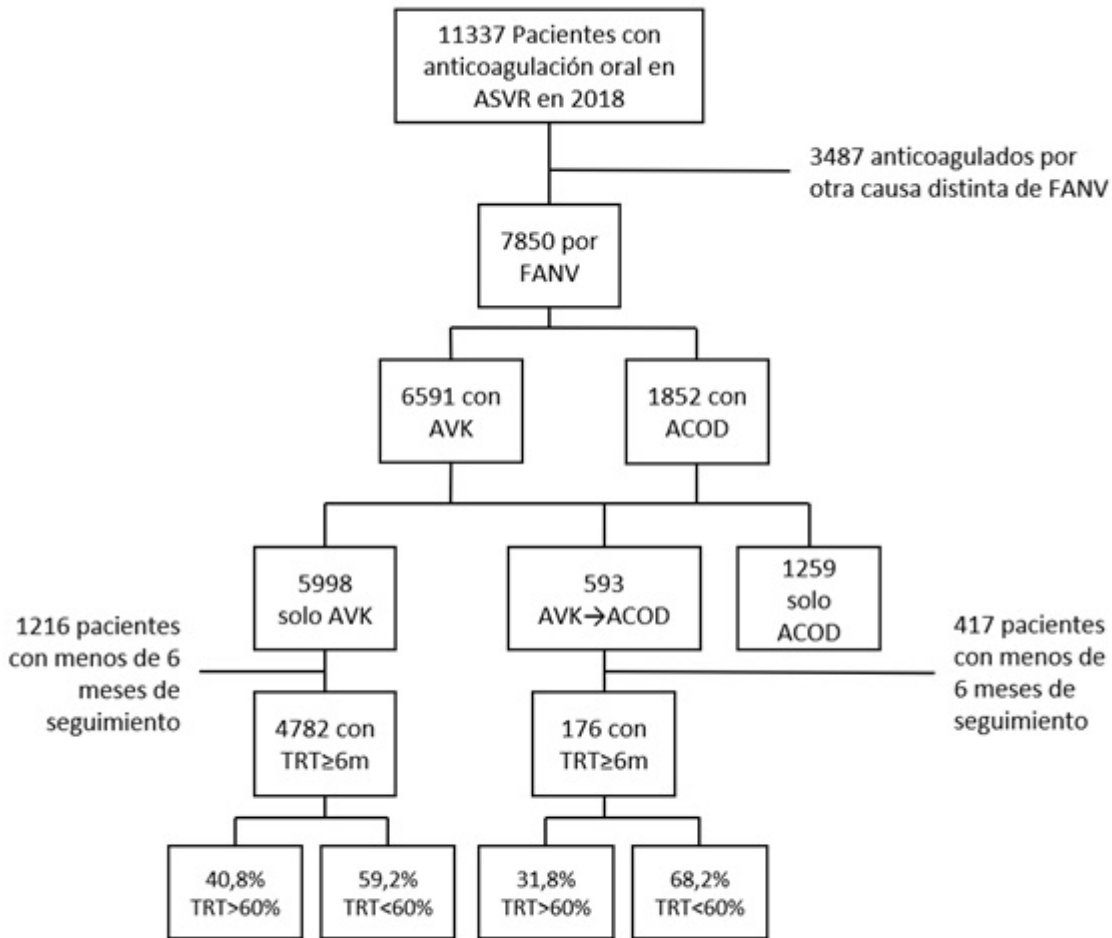 11337 Pacientes con
anticoagulación oral en
ASVR en 2018
3487 anticoagulados por
otra causa distinta de FANV
7850 por
FANV
6591 con
AVK
1852 con
ACOD
5998
solo AVK
593
AVK→ACOD
1259
solo
ACOD
1216 pacientes
con menos de 6
meses de
seguimiento
417 pacientes
con menos de
6 meses de
seguimiento
4782 con
TRT≥6m
176 con
TRT≥6m
40,8%
TRT>60%
59,2%
TRT<60%
31,8%
TRT>60%
68,2%
TRT<60%